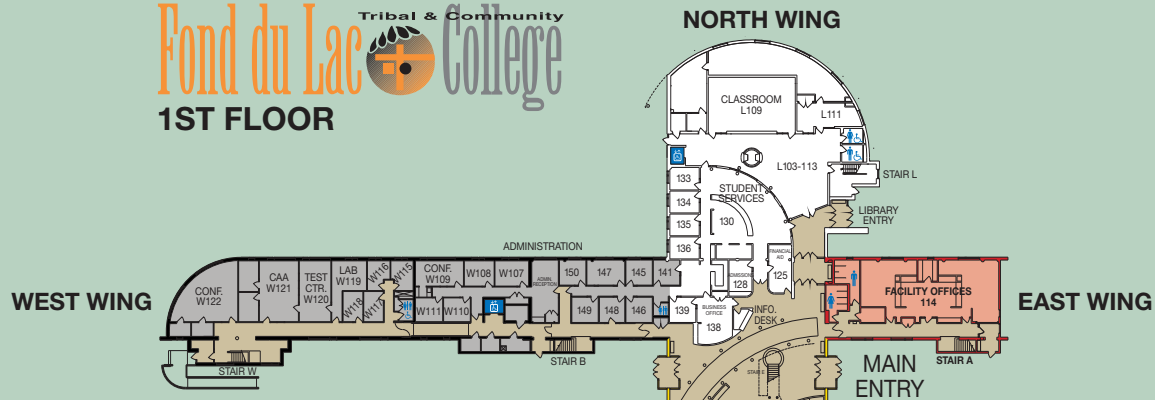 Tribal & Community
Fond du Lac College
1ST FLOOR
NORTH WING
CLASSROOM
L109
L111
L103-113
STAIR L
133
STUDENT
SERVICES
134
130
135
LIBRARY
ENTRY
136
FINANCIAL
AID
125
ADMISSIONS
128
ADMINISTRATION
WEST WING
CONF.
W122
CAA
W121
TEST
CTR.
W120
LAB
W119
W116
W115
W118
W117
CONF.
W109
W108
W107
W111
W110
ADMIN.
RECEPTION
150
147
145
141
149
148
146
139
BUSINESS
OFFICE
138
INFO.
DESK
FACILITY OFFICES
114
EAST WING
STAIR W
STAIR B
STAIR E
MAIN
ENTRY
STAIR A